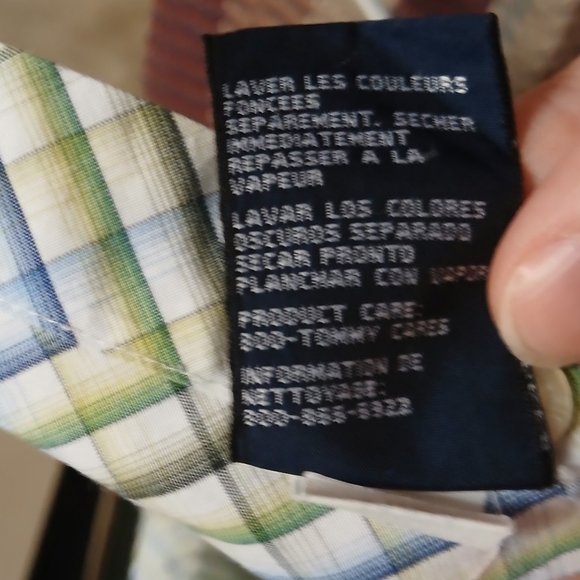 LAVER LES COULEURS
FONCEES
SEPAREMENT. SECHER
IMMEDIATEMENT
REPASSER A LA
VAPEUR
LAVAR LOS COLORES
OSCUROS SEPARADO
SECAR PRONTO
PLANCHAR CON VAPOR
PRODUCT CARE:
800-TOMMY CARES
INFORMATION DE
NETTOYAGE: